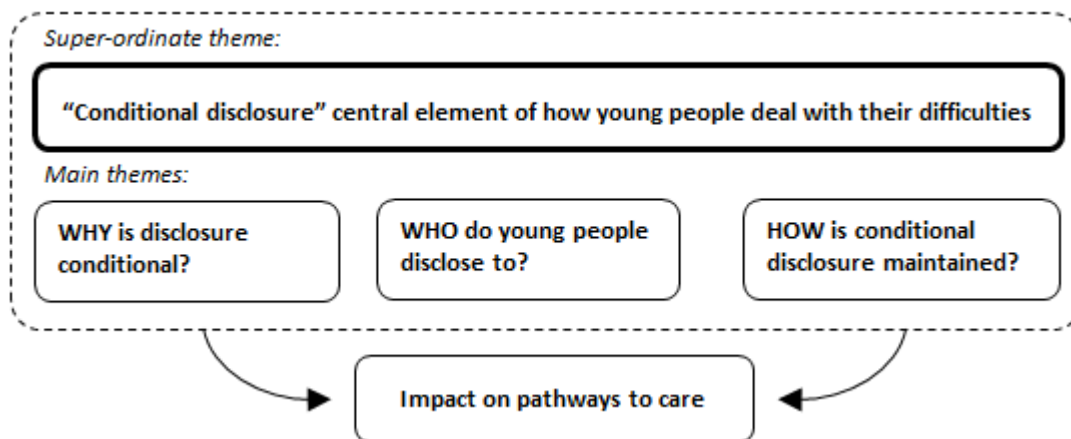 Super-ordinate theme:
“Conditional disclosure” central element of how young people deal with their difficulties
Main themes:
WHY is disclosure
conditional?
WHO do young people
disclose to?
HOW is conditional
disclosure maintained?
Impact on pathways to care